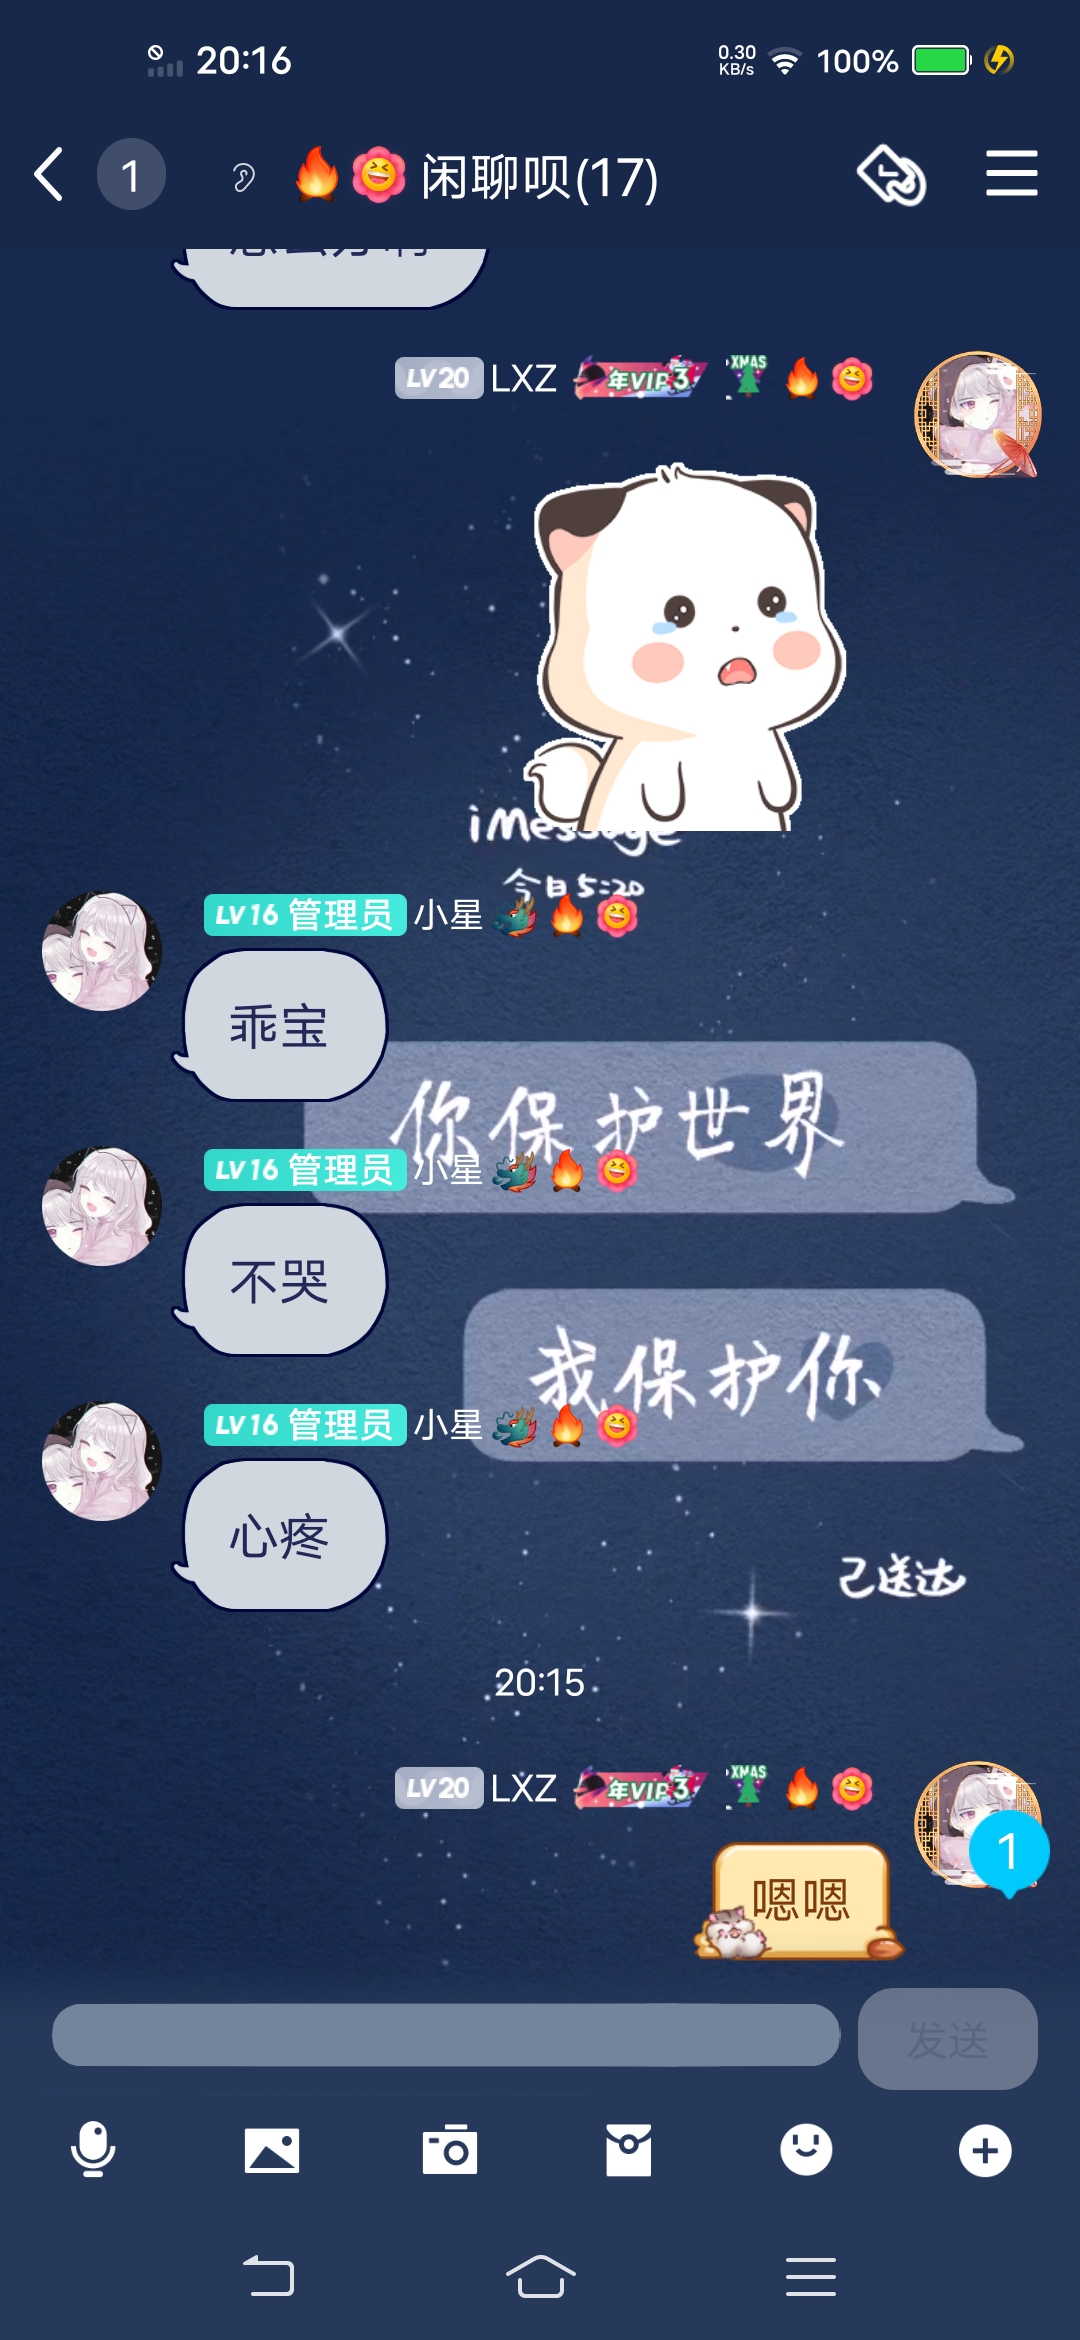 20:16
0.30
KB/s
100%
1
闲聊呗(17)
LV20 LXZ 年VIP3 XMAS
iMessage
今日5:20
LV16 管理员 小星
乖宝
你保护世界
LV16 管理员 小星
不哭
我保护你
LV16 管理员 小星
心疼
已送达
20:15
LV20 LXZ 年VIP3 XMAS
1
嗯嗯
发送